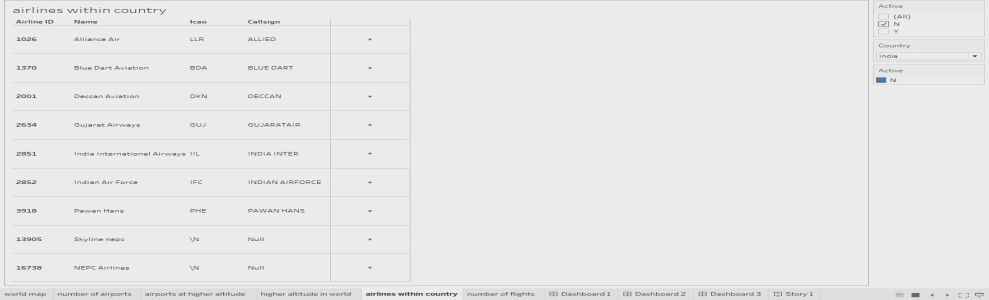 airlines within country
Airline ID Name Icao Callsign
1026 Alliance Air LLR ALLIED
1370 Blue Dart Aviation BDA BLUE DART
2001 Deccan Aviation DKN DECCAN
2634 Gujarat Airways GUJ GUJARATAIR
2851 India International Airways IIL INDIA INTER
2852 Indian Air Force IFC INDIAN AIRFORCE
3918 Pawan Hans PHE PAWAN HANS
13905 Skyline nepc \N Null
16738 NEPC Airlines \N Null
Active
(All)
N
Y
Country
India
Active
N
world map number of airports airports at higher altitude higher altitude in world airlines within country number of flights Dashboard 1 Dashboard 2 Dashboard 3 Story 1